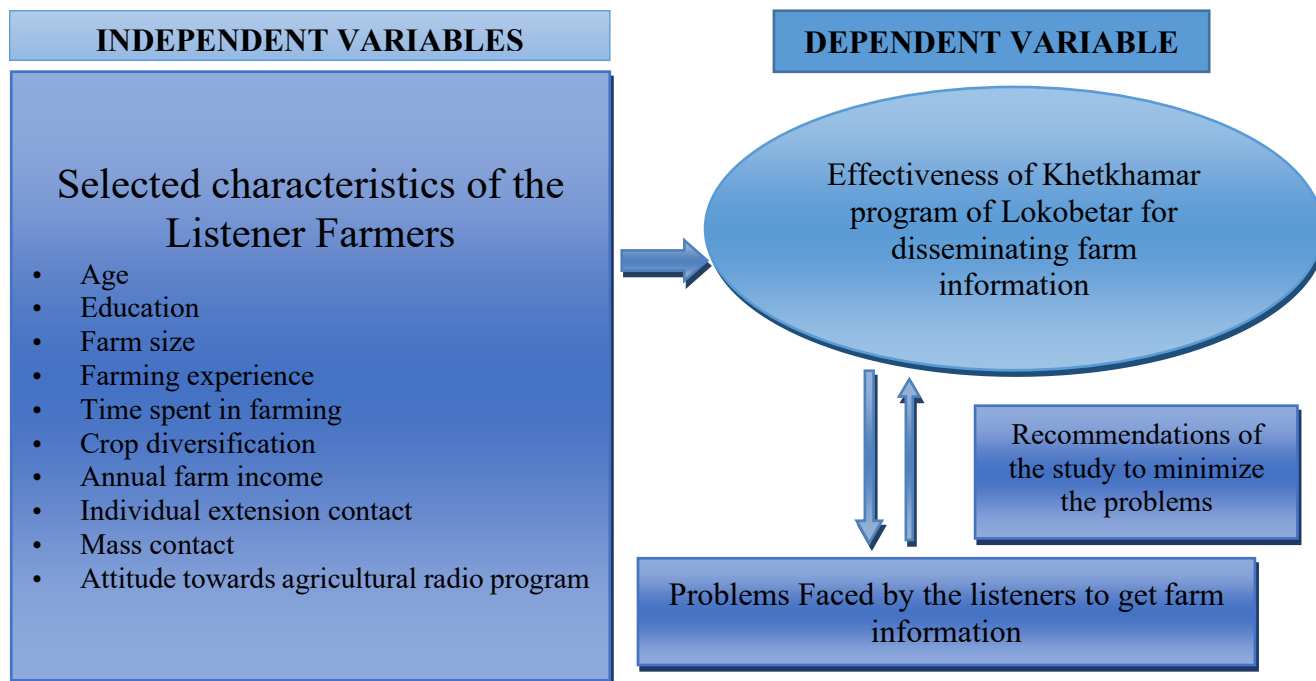 INDEPENDENT VARIABLES
Selected characteristics of the
Listener Farmers
• Age
• Education
• Farm size
• Farming experience
• Time spent in farming
• Crop diversification
• Annual farm income
• Individual extension contact
• Mass contact
• Attitude towards agricultural radio program
DEPENDENT VARIABLE
Effectiveness of Khetkhamar
program of Lokobetar for
disseminating farm
information
Recommendations of
the study to minimize
the problems
Problems Faced by the listeners to get farm
information